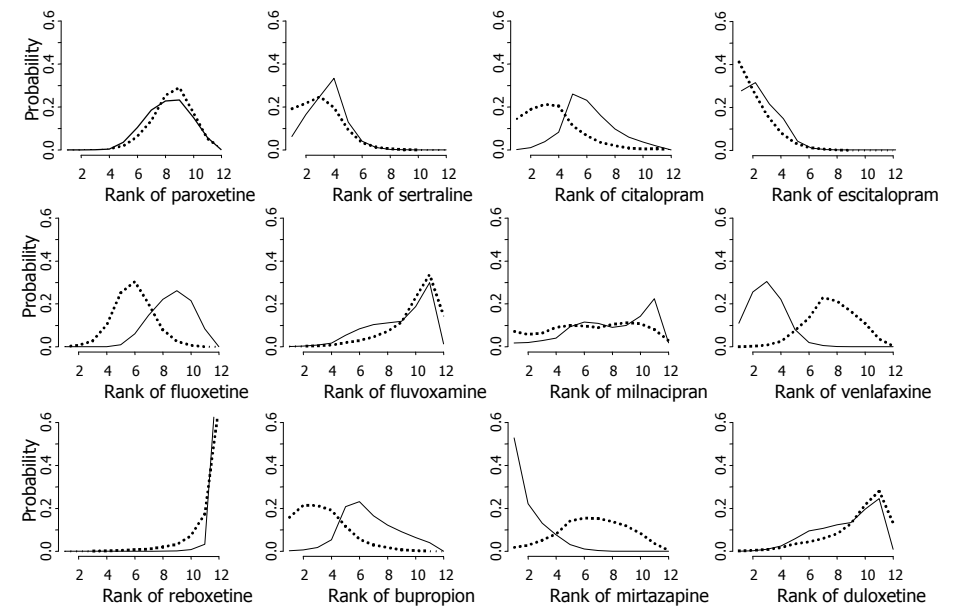 0.0 0.2 0.4 0.6
Probability
2 4 6 8 10 12
Rank of paroxetine
0.0 0.2 0.4 0.6
2 4 6 8 10 12
Rank of sertraline
0.0 0.2 0.4 0.6
2 4 6 8 10 12
Rank of citalopram
0.0 0.2 0.4 0.6
2 4 6 8 10 12
Rank of escitalopram
0.0 0.2 0.4 0.6
Probability
2 4 6 8 10 12
Rank of fluoxetine
0.0 0.2 0.4 0.6
2 4 6 8 10 12
Rank of fluvoxamine
0.0 0.2 0.4 0.6
2 4 6 8 10 12
Rank of milnacipran
0.0 0.2 0.4 0.6
2 4 6 8 10 12
Rank of venlafaxine
0.0 0.2 0.4 0.6
Probability
2 4 6 8 10 12
Rank of reboxetine
0.0 0.2 0.4 0.6
2 4 6 8 10 12
Rank of bupropion
0.0 0.2 0.4 0.6
2 4 6 8 10 12
Rank of mirtazapine
0.0 0.2 0.4 0.6
2 4 6 8 10 12
Rank of duloxetine